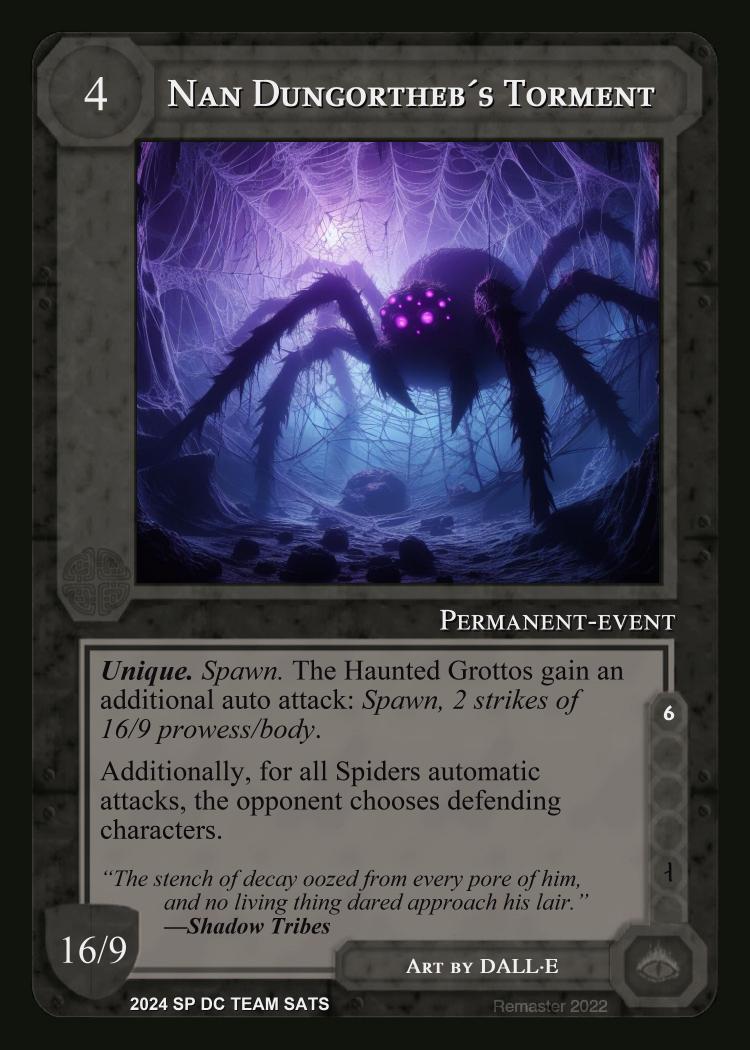 4
Nan Dungortheb´s Torment
Permanent-event
Unique. Spawn. The Haunted Grottos gain an
additional auto attack: Spawn, 2 strikes of
16/9 prowess/body.
Additionally, for all Spiders automatic
attacks, the opponent chooses defending
characters.
6
“The stench of decay oozed from every pore of him,
and no living thing dared approach his lair.”
—Shadow Tribes
16/9
Art by DALL·E
2024 SP DC TEAM SATS
Remaster 2022